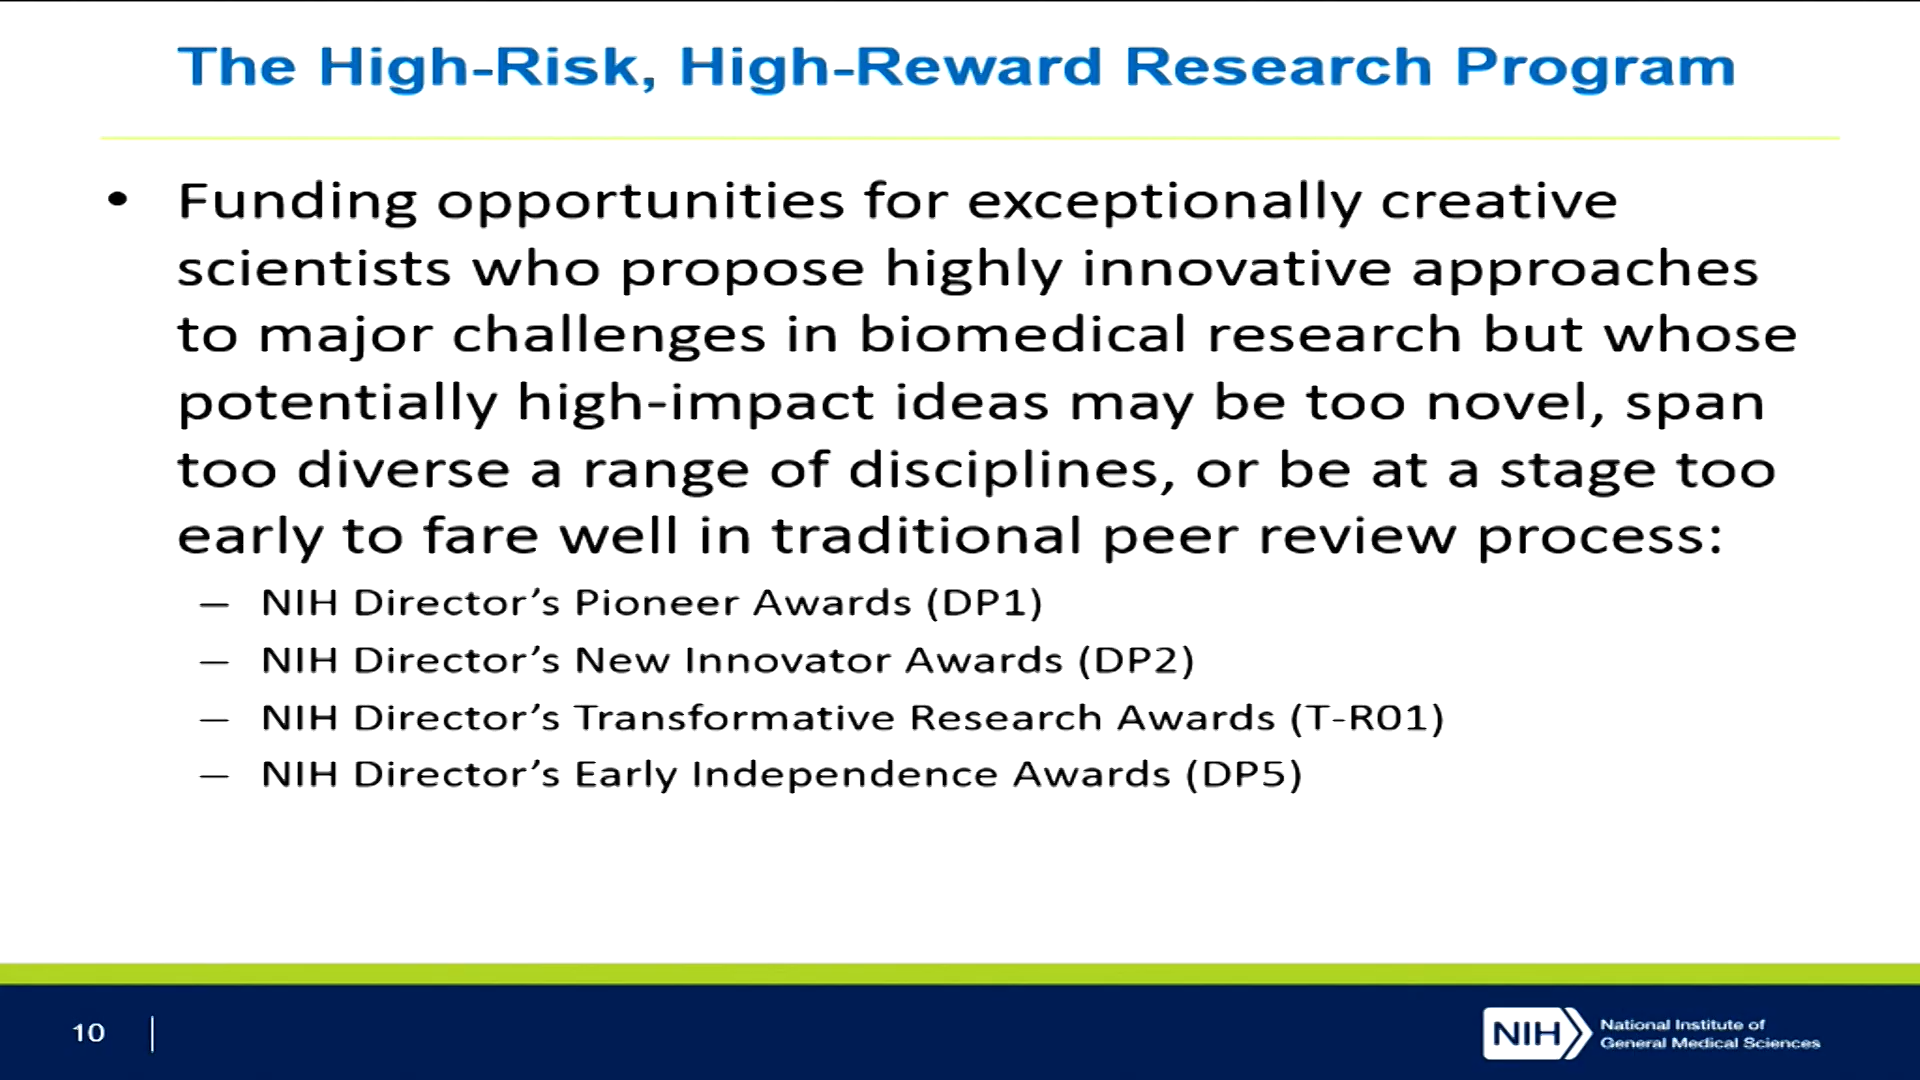 The High-Risk, High-Reward Research Program
• Funding opportunities for exceptionally creative
scientists who propose highly innovative approaches
to major challenges in biomedical research but whose
potentially high-impact ideas may be too novel, span
too diverse a range of disciplines, or be at a stage too
early to fare well in traditional peer review process:
– NIH Director’s Pioneer Awards (DP1)
– NIH Director’s New Innovator Awards (DP2)
– NIH Director’s Transformative Research Awards (T-R01)
– NIH Director’s Early Independence Awards (DP5)
10
NIH
National Institute of
General Medical Sciences